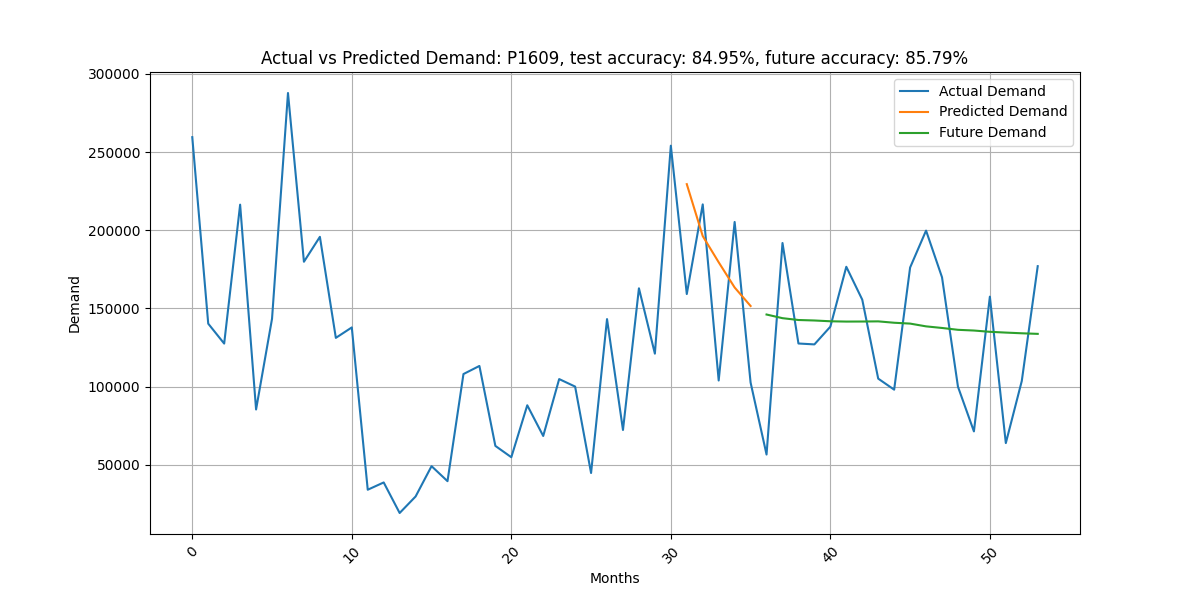 Actual vs Predicted Demand: P1609, test accuracy: 84.95%, future accuracy: 85.79%
Actual Demand
Predicted Demand
Future Demand
300000
250000
200000
150000
100000
50000
Demand
0
10
20
30
40
50
Months